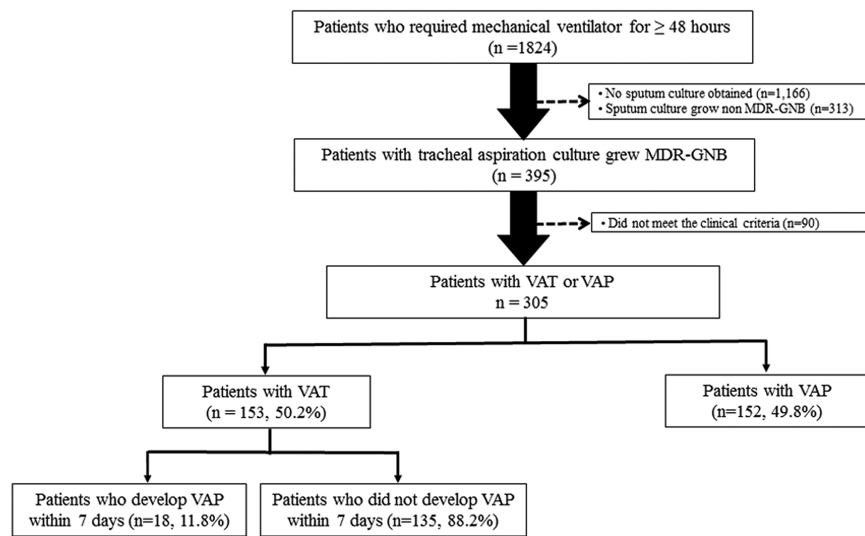 Patients who required mechanical ventilator for ≥ 48 hours
(n =1824)
• No sputum culture obtained (n=1,166)
• Sputum culture grow non MDR-GNB (n=313)
Patients with tracheal aspiration culture grew MDR-GNB
(n = 395)
• Did not meet the clinical criteria (n=90)
Patients with VAT or VAP
n = 305
Patients with VAT
(n = 153, 50.2%)
Patients with VAP
(n=152, 49.8%)
Patients who develop VAP
within 7 days (n=18, 11.8%)
Patients who did not develop VAP
within 7 days (n=135, 88.2%)